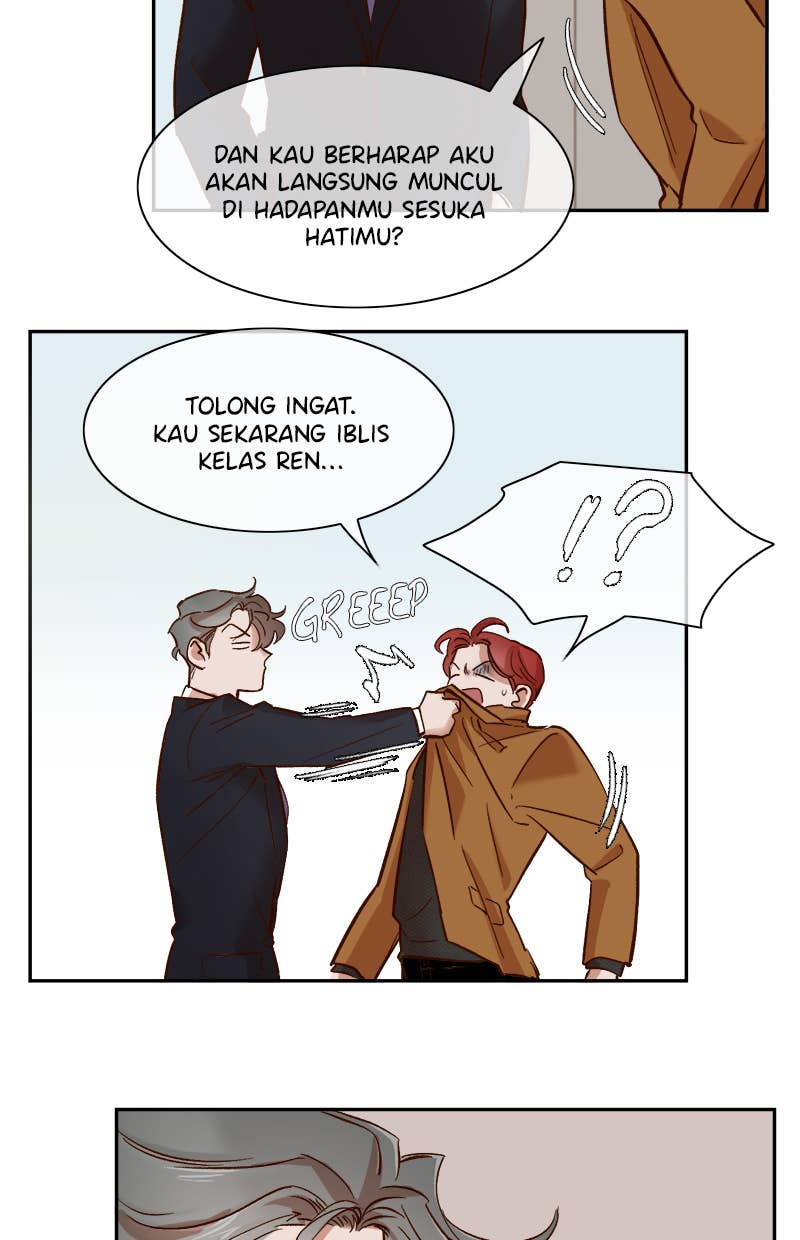 DAN KAU BERHARAP AKU
AKAN LANGSUNG MUNCUL
DI HADAPANMU SESUKA
HATIMU?
TOLONG INGAT.
KAU SEKARANG IBLIS
KELAS REN...
!?
GREEEP